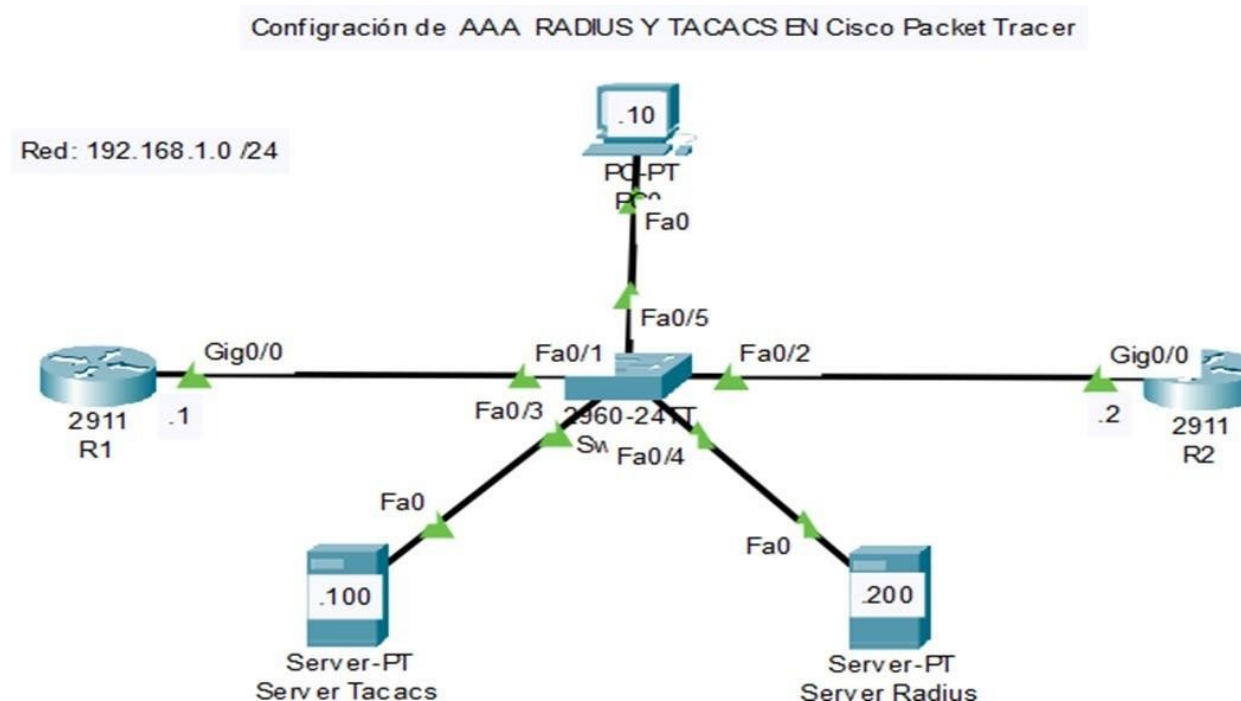 Configración de AAA RADIUS Y TACACS EN Cisco Packet Tracer
Red: 192.168.1.0 /24
.10
PC-PT
Fa0
Fa0/5
Gig0/0
Fa0/1
Fa0/2
Gig0/0
.1
2911
R1
Fa0/3
2960-24TT
Fa0/4
.2
2911
R2
Fa0
Fa0
.100
.200
Server-PT
Server Tacacs
Server-PT
Server Radius